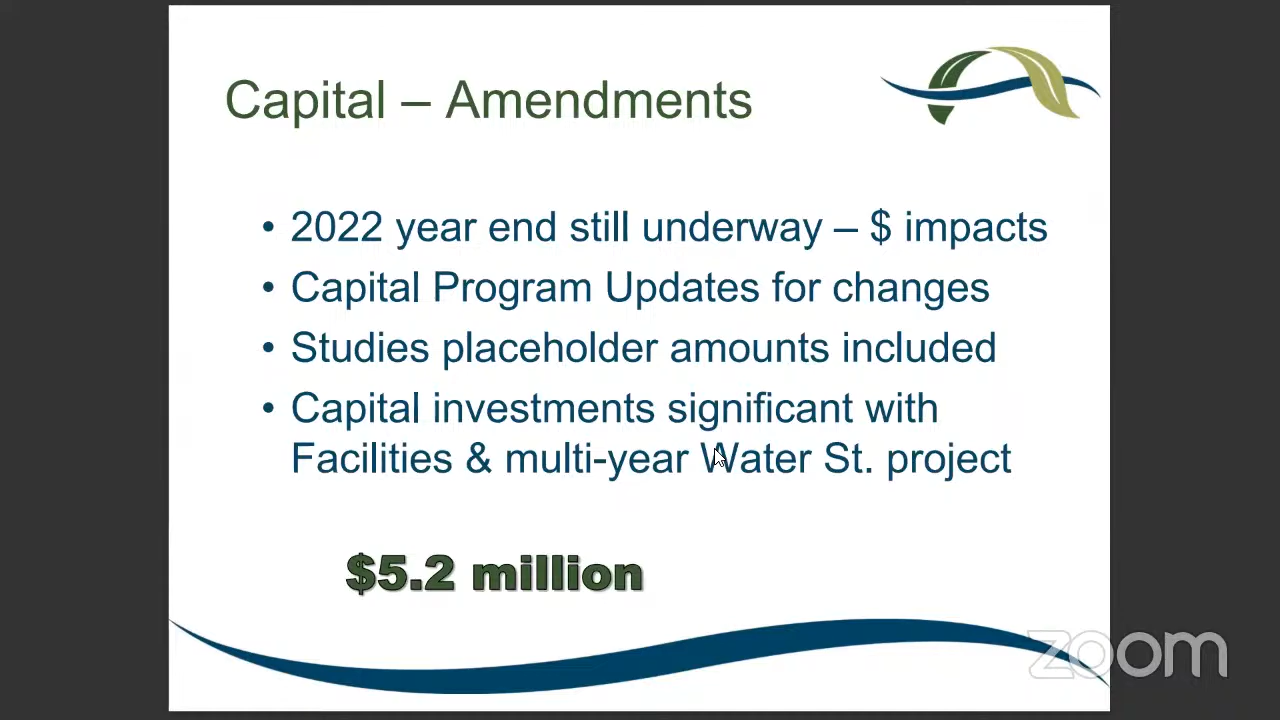 Capital – Amendments
• 2022 year end still underway – $ impacts
• Capital Program Updates for changes
• Studies placeholder amounts included
• Capital investments significant with
Facilities & multi-year Water St. project
$5.2 million
zoom